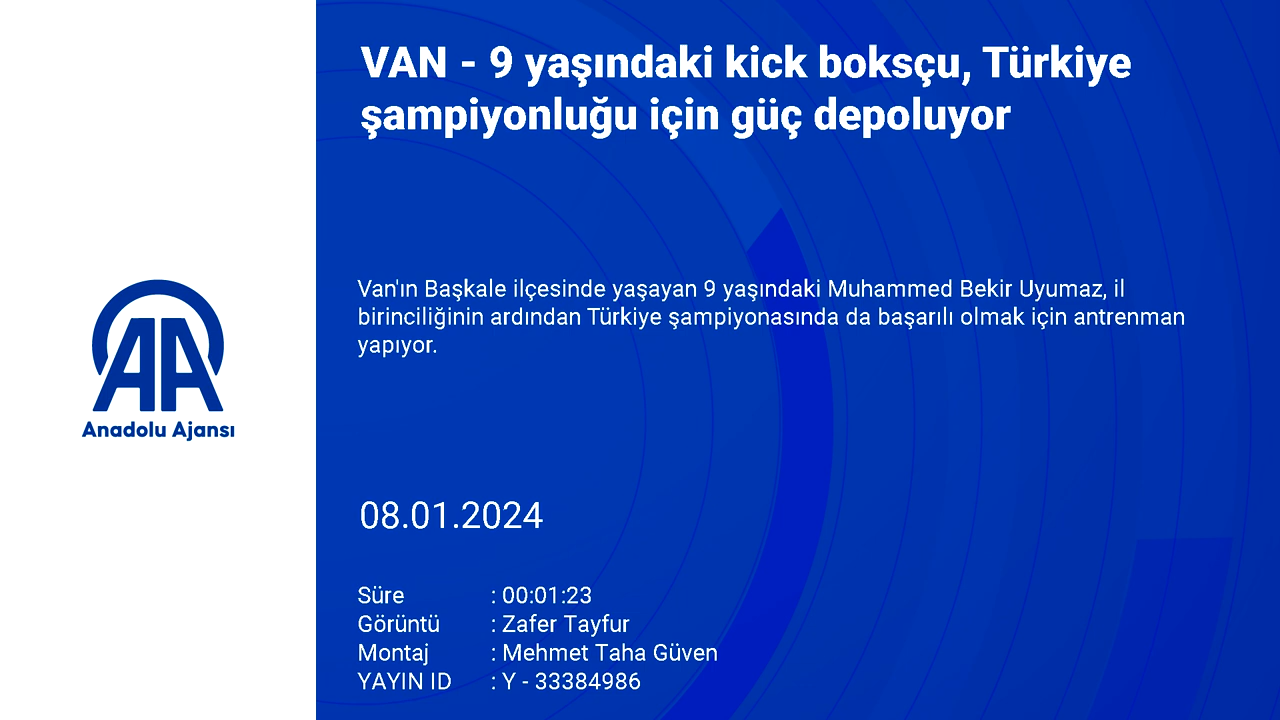 VAN - 9 yaşındaki kick boksçu, Türkiye
şampiyonluğu için güç depoluyor
Van'ın Başkale ilçesinde yaşayan 9 yaşındaki Muhammed Bekir Uyumaz, il
birinciliğinin ardından Türkiye şampiyonasında da başarılı olmak için antrenman
yapıyor.
AA
Anadolu Ajansı
08.01.2024
Süre : 00:01:23
Görüntü : Zafer Tayfur
Montaj : Mehmet Taha Güven
YAYIN ID : Y - 33384986